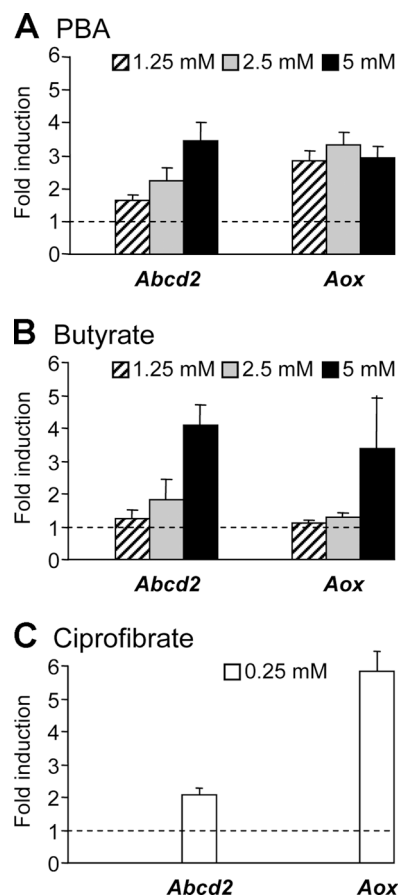 A PBA
1.25 mM 2.5 mM 5 mM
Fold induction
6
5
4
3
2
1
0
Abcd2 Aox
B Butyrate
1.25 mM 2.5 mM 5 mM
Fold induction
6
5
4
3
2
1
0
Abcd2 Aox
C Ciprofibrate
0.25 mM
Fold induction
6
5
4
3
2
1
0
Abcd2 Aox